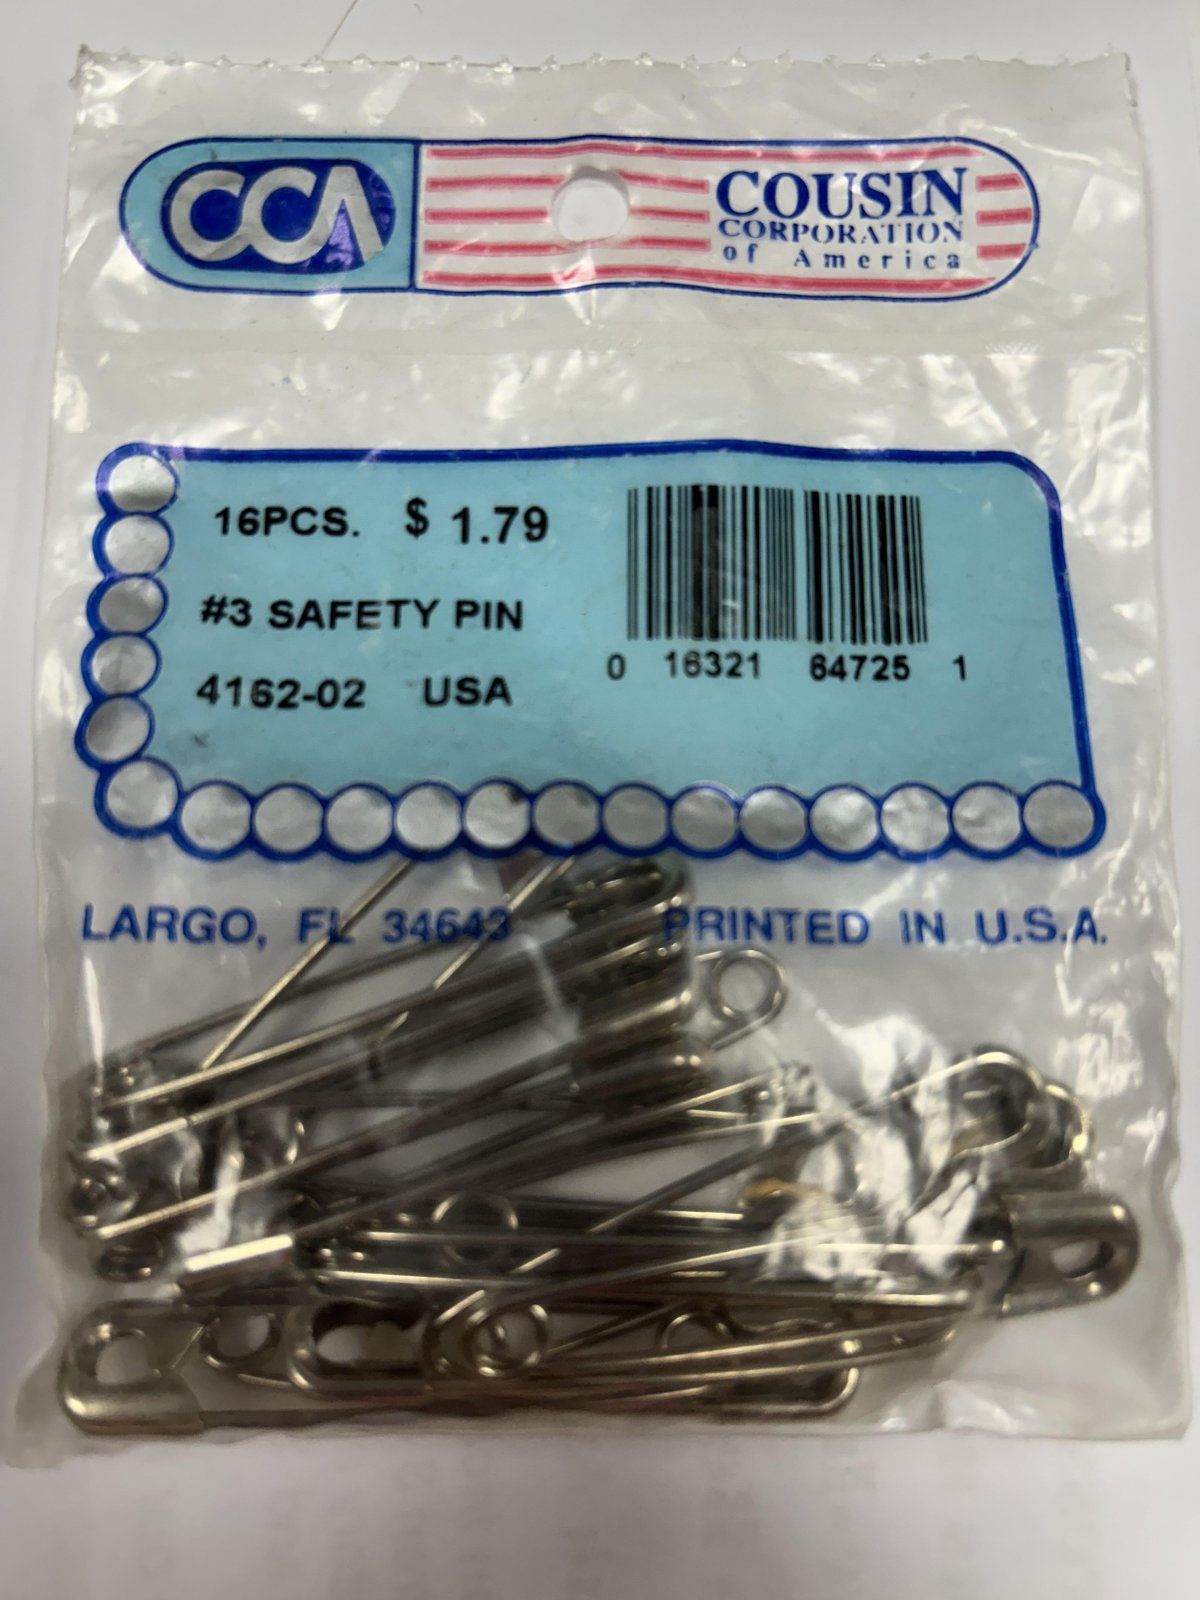 CCA
COUSIN
CORPORATION
of America
16PCS. $ 1.79
#3 SAFETY PIN
4162-02 USA
0 16321 64725 1
LARGO, FL 34643 PRINTED IN U.S.A.